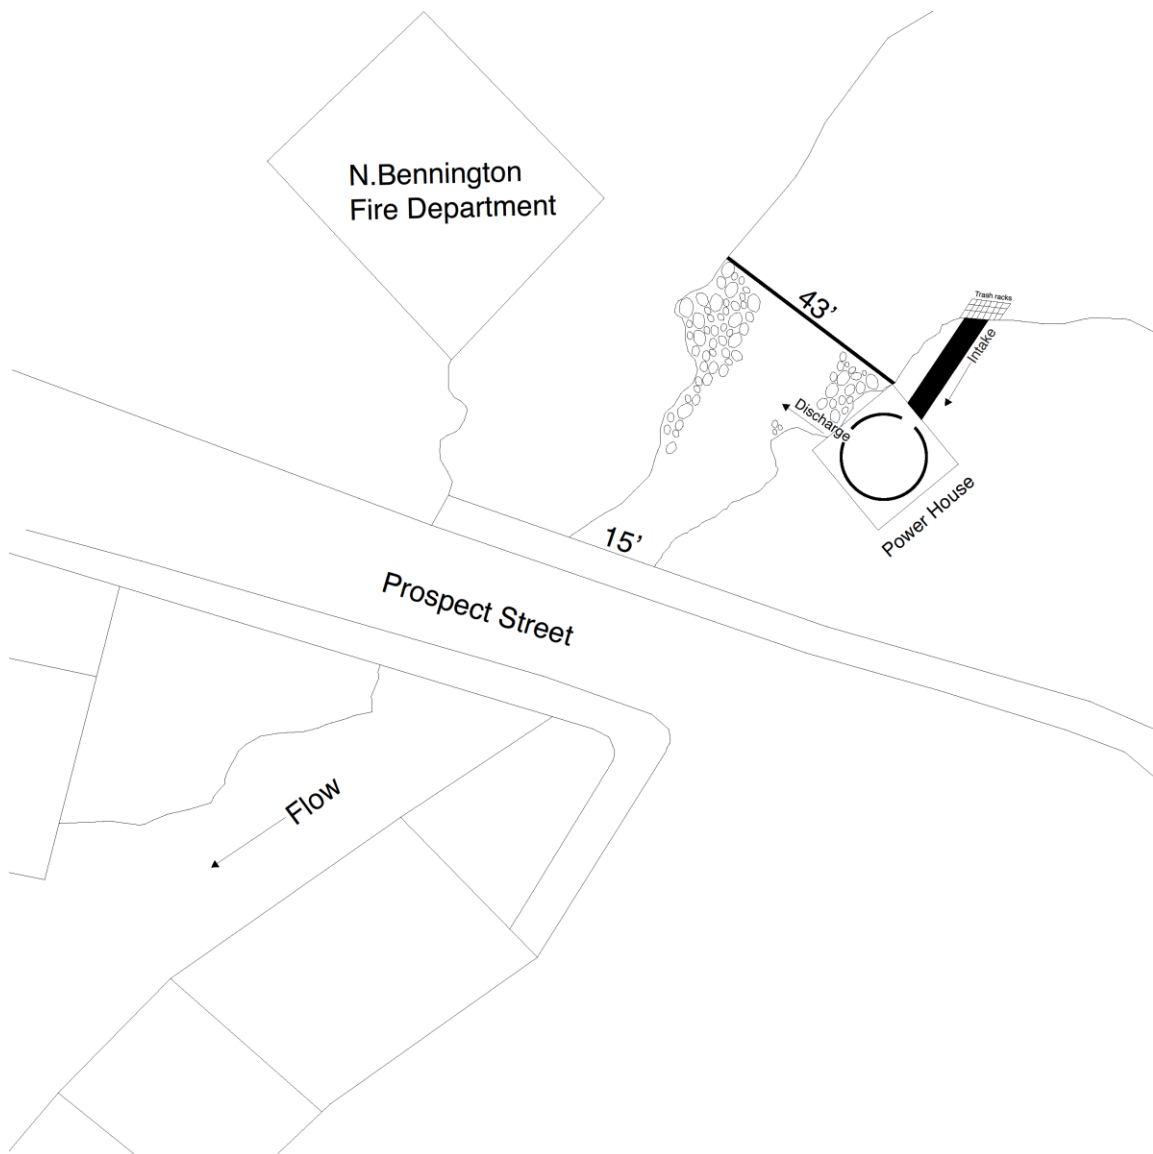 N.Bennington
Fire Department
Trash racks
43’
Intake
Discharge
Power House
15’
Prospect Street
Flow